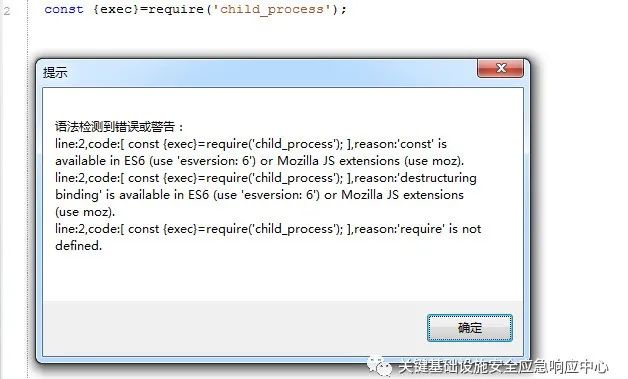 2 const {exec}=require('child_process');
提示
语法检测到错误或警告：
line:2,code:[ const {exec}=require('child_process'); ],reason:'const' is
available in ES6 (use 'esversion: 6') or Mozilla JS extensions (use moz).
line:2,code:[ const {exec}=require('child_process'); ],reason:'destructuring
binding' is available in ES6 (use 'esversion: 6') or Mozilla JS extensions
(use moz).
line:2,code:[ const {exec}=require('child_process'); ],reason:'require' is not
defined.
确定
关键基础设施安全应急响应中心